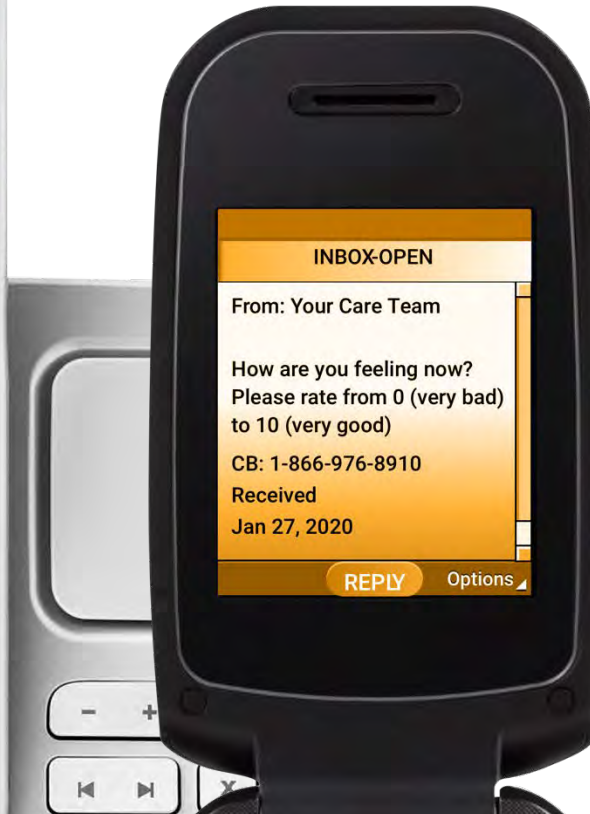 INBOX-OPEN
From: Your Care Team
How are you feeling now?
Please rate from 0 (very bad)
to 10 (very good)
CB: 1-866-976-8910
Received
Jan 27, 2020
REPLY Options
- +
X